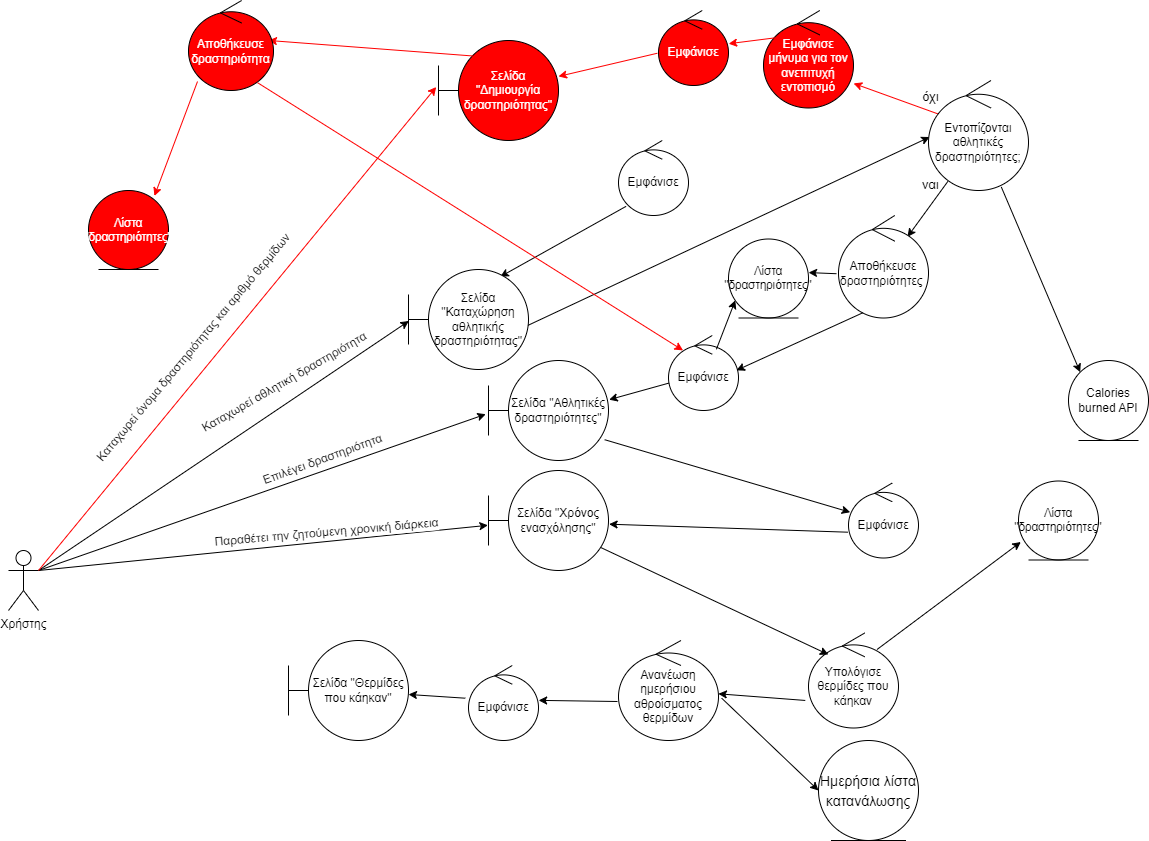 Αποθήκευσε
δραστηριότητα
Σελίδα
"Δημιουργία
δραστηριότητας"
Εμφάνισε
Εμφάνισε
μήνυμα για τον
ανεπιτυχή
εντοπισμό
όχι
Εντοπίζονται
αθλητικές
δραστηριότητες;
ναι
Εμφάνισε
Λίστα
δραστηριότητες
Καταχωρεί όνομα δραστηριότητας και αριθμό θερμίδων
Σελίδα
"Καταχώρηση
αθλητικής
δραστηριότητας"
Λίστα
"δραστηριότητες"
Αποθήκευσε
δραστηριότητες
Καταχωρεί αθλητική δραστηριότητα
Εμφάνισε
Σελίδα "Αθλητικές
δραστηριότητες"
Calories
burned API
Επιλέγει δραστηριότητα
Σελίδα "Χρόνος
ενασχόλησης"
Παραθέτει την ζητούμενη χρονική διάρκεια
Εμφάνισε
Λίστα
"δραστηριότητες"
Χρήστης
Σελίδα "Θερμίδες
που κάηκαν"
Εμφάνισε
Ανανέωση
ημερήσιου
αθροίσματος
θερμίδων
Υπολόγισε
θερμίδες που
κάηκαν
Ημερήσια λίστα
κατανάλωσης